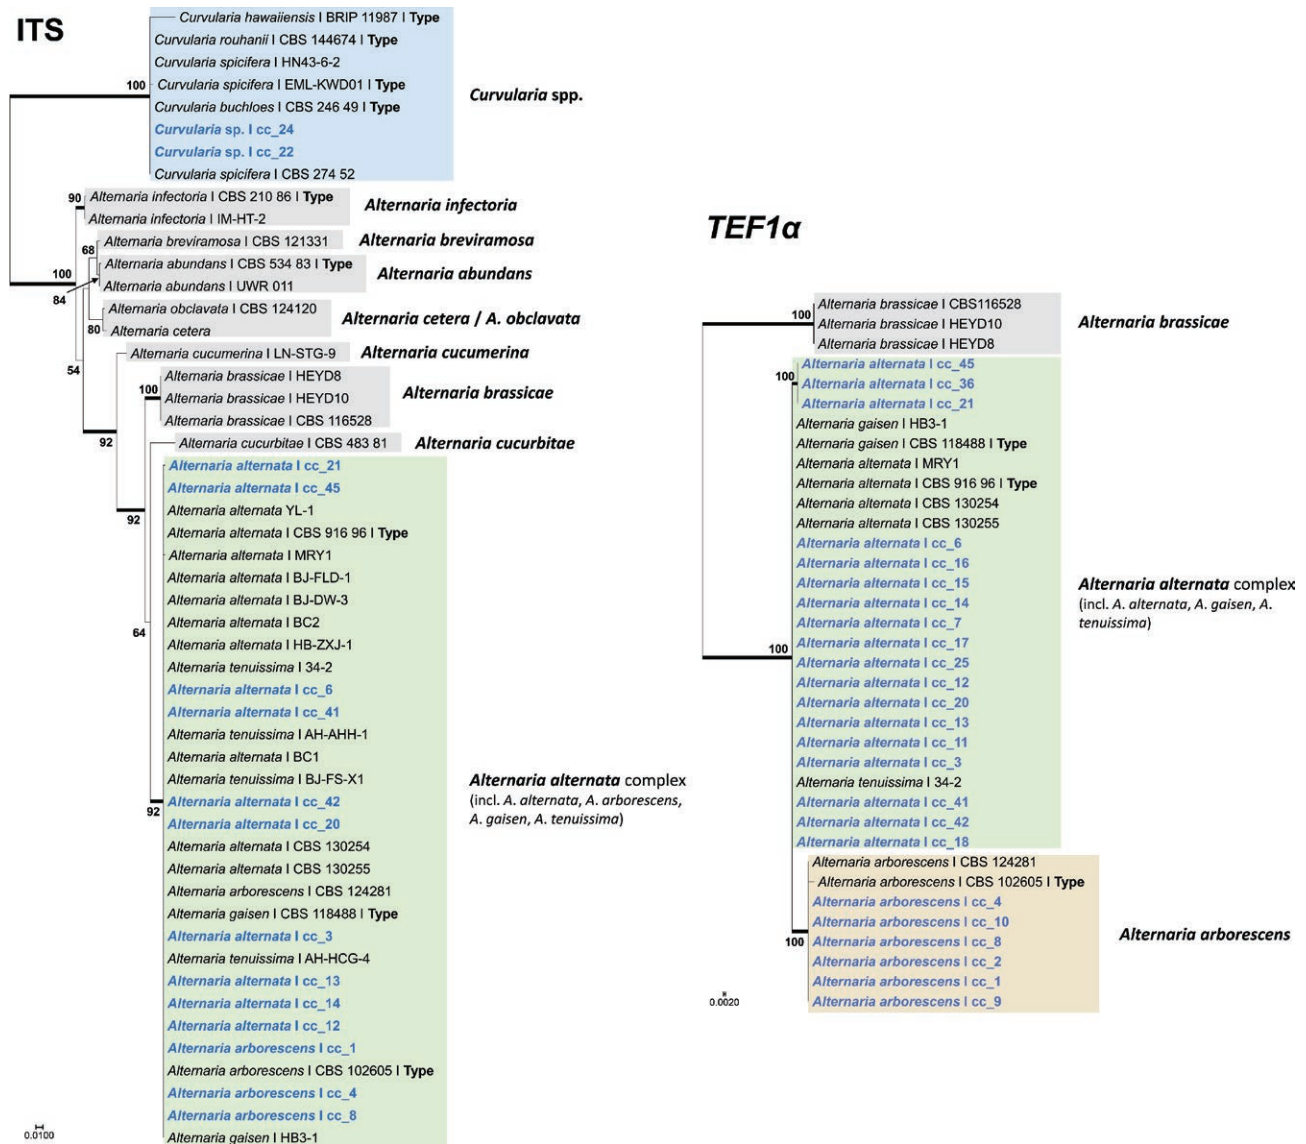 ITS
Curvularia hawaiiensis I BRIP 11987 I Type
Curvularia rouhanii I CBS 144674 I Type
Curvularia spicifera I HN43-6-2
Curvularia spicifera I EML-KWD01 I Type
Curvularia buchloes I CBS 246 49 I Type
Curvularia sp. I cc_24
Curvularia sp. I cc_22
Curvularia spicifera I CBS 274 52
100
Curvularia spp.
Alternaria infectoria I CBS 210 86 I Type
Alternaria infectoria I IM-HT-2
90
Alternaria infectoria
Alternaria breviramosa I CBS 121331
68
Alternaria breviramosa
Alternaria abundans I CBS 534 83 I Type
Alternaria abundans I UWR 011
100
84
Alternaria abundans
Alternaria obclavata I CBS 124120
Alternaria cetera
80
Alternaria cetera / A. obclavata
Alternaria cucumerina I LN-STG-9
54
Alternaria cucumerina
Alternaria brassicae I HEYD8
Alternaria brassicae I HEYD10
Alternaria brassicae I CBS 116528
100
Alternaria brassicae
92
Alternaria cucurbitae I CBS 483 81
Alternaria cucurbitae
Alternaria alternata I cc_21
Alternaria alternata I cc_45
Alternaria alternata YL-1
92
Alternaria alternata I CBS 916 96 I Type
Alternaria alternata I MRY1
Alternaria alternata I BJ-FLD-1
Alternaria alternata I BJ-DW-3
Alternaria alternata I BC2
64
Alternaria alternata I HB-ZXJ-1
Alternaria tenuissima I 34-2
Alternaria alternata I cc_6
Alternaria alternata I cc_41
Alternaria tenuissima I AH-AHH-1
Alternaria alternata I BC1
Alternaria tenuissima I BJ-FS-X1
Alternaria alternata I cc_42
92
Alternaria alternata I cc_20
Alternaria alternata I CBS 130254
Alternaria alternata I CBS 130255
Alternaria arborescens I CBS 124281
Alternaria gaisen I CBS 118488 I Type
Alternaria alternata I cc_3
Alternaria tenuissima I AH-HCG-4
Alternaria alternata I cc_13
Alternaria alternata I cc_14
Alternaria alternata I cc_12
Alternaria arborescens I cc_1
Alternaria arborescens I CBS 102605 I Type
Alternaria arborescens I cc_4
Alternaria arborescens I cc_8
Alternaria gaisen I HB3-1
Alternaria alternata complex
(incl. A. alternata, A. arborescens,
A. gaisen, A. tenuissima)
0.0100
TEF1α
Alternaria brassicae I CBS116528
Alternaria brassicae I HEYD10
Alternaria brassicae I HEYD8
100
Alternaria brassicae
Alternaria alternata I cc_45
Alternaria alternata I cc_36
Alternaria alternata I cc_21
100
Alternaria gaisen I HB3-1
Alternaria gaisen I CBS 118488 I Type
Alternaria alternata I MRY1
Alternaria alternata I CBS 916 96 I Type
Alternaria alternata I CBS 130254
Alternaria alternata I CBS 130255
Alternaria alternata I cc_6
Alternaria alternata I cc_16
Alternaria alternata I cc_15
Alternaria alternata I cc_14
Alternaria alternata I cc_7
Alternaria alternata I cc_17
100
Alternaria alternata I cc_25
Alternaria alternata I cc_12
Alternaria alternata I cc_20
Alternaria alternata I cc_13
Alternaria alternata I cc_11
Alternaria alternata I cc_3
Alternaria tenuissima I 34-2
Alternaria alternata I cc_41
Alternaria alternata I cc_42
Alternaria alternata I cc_18
Alternaria alternata complex
(incl. A. alternata, A. gaisen, A.
tenuissima)
Alternaria arborescens I CBS 124281
Alternaria arborescens I CBS 102605 I Type
Alternaria arborescens I cc_4
Alternaria arborescens I cc_10
Alternaria arborescens I cc_8
Alternaria arborescens I cc_2
Alternaria arborescens I cc_1
Alternaria arborescens I cc_9
100
Alternaria arborescens
0.0020